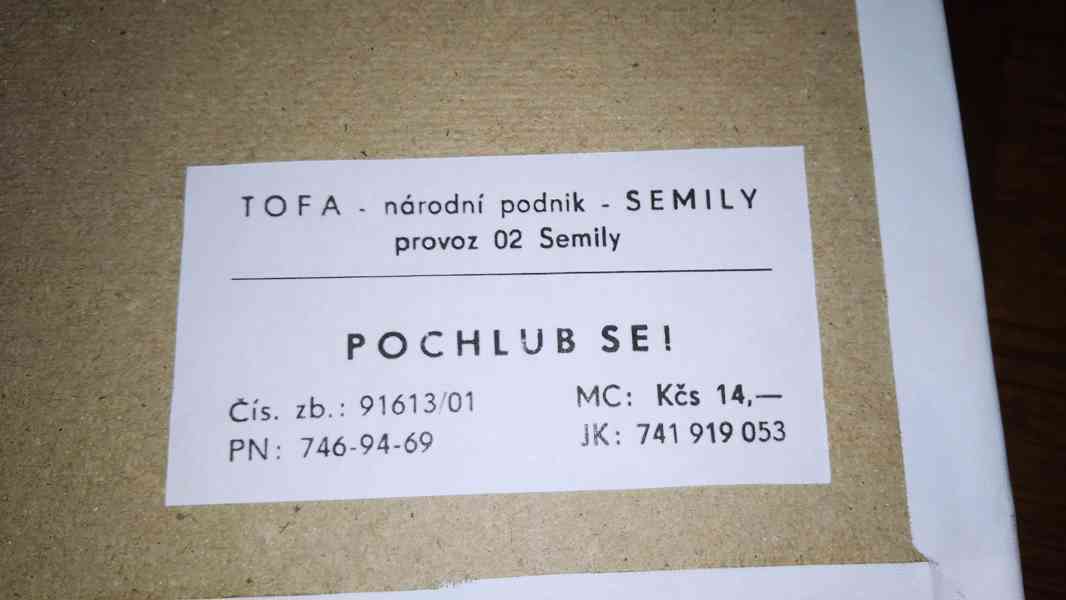 TOFA - národní podnik - SEMILY
provoz 02 Semily
POCHLUB SE!
Čís. zb.: 91613/01
MC: Kčs 14,—
PN: 746-94-69
JK: 741 919 053